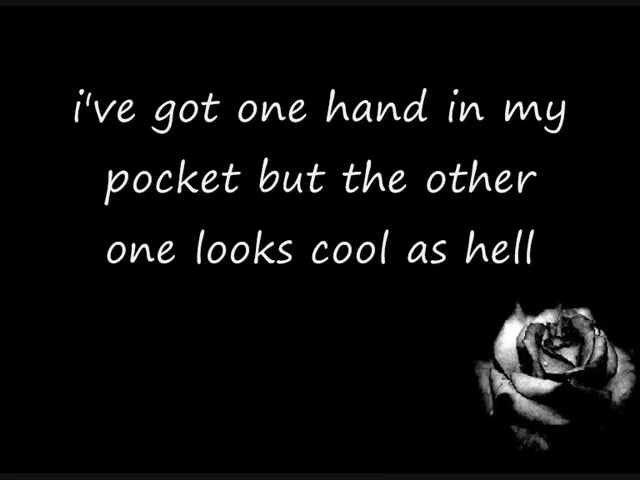 i've got one hand in my
pocket but the other
one looks cool as hell